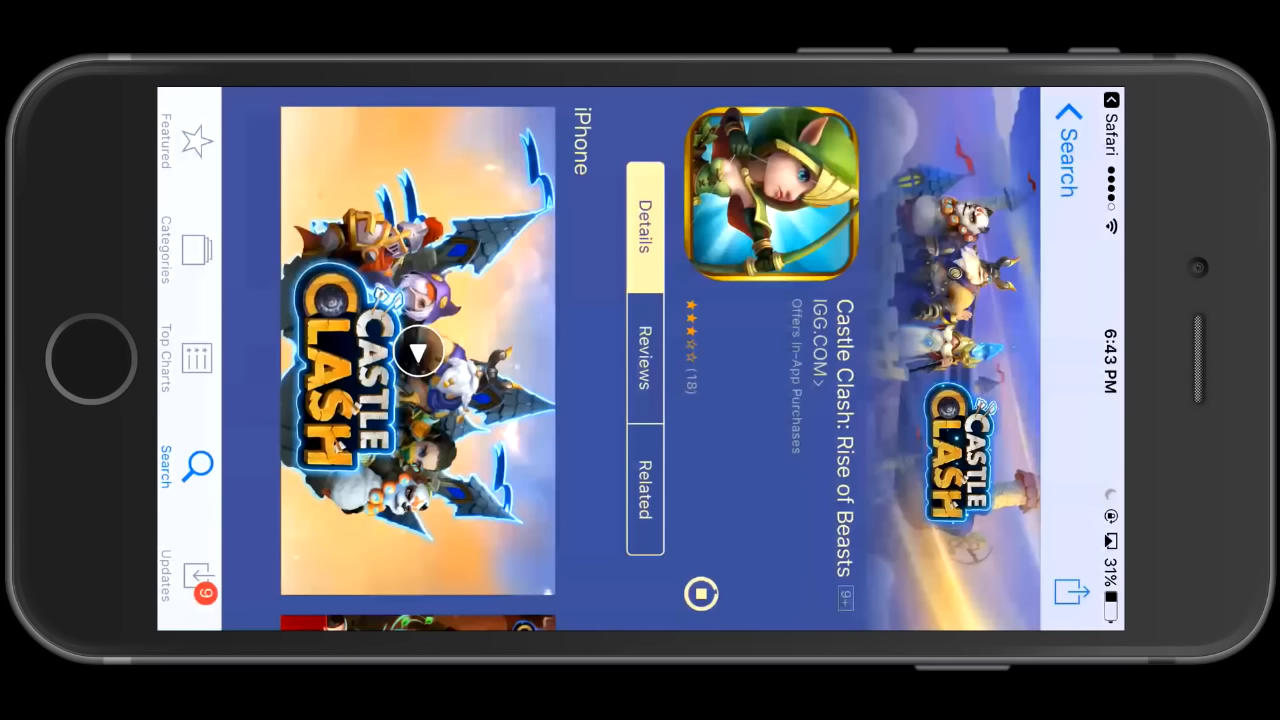 Safari
6:43 PM
31%
Search
CASTLE
CLASH
Castle Clash: Rise of Beasts 9+
IGG.COM >
Offers In-App Purchases
(18)
Details
Reviews
Related
iPhone
CASTLE
CLASH
Featured
Categories
Top Charts
Search
9
Updates